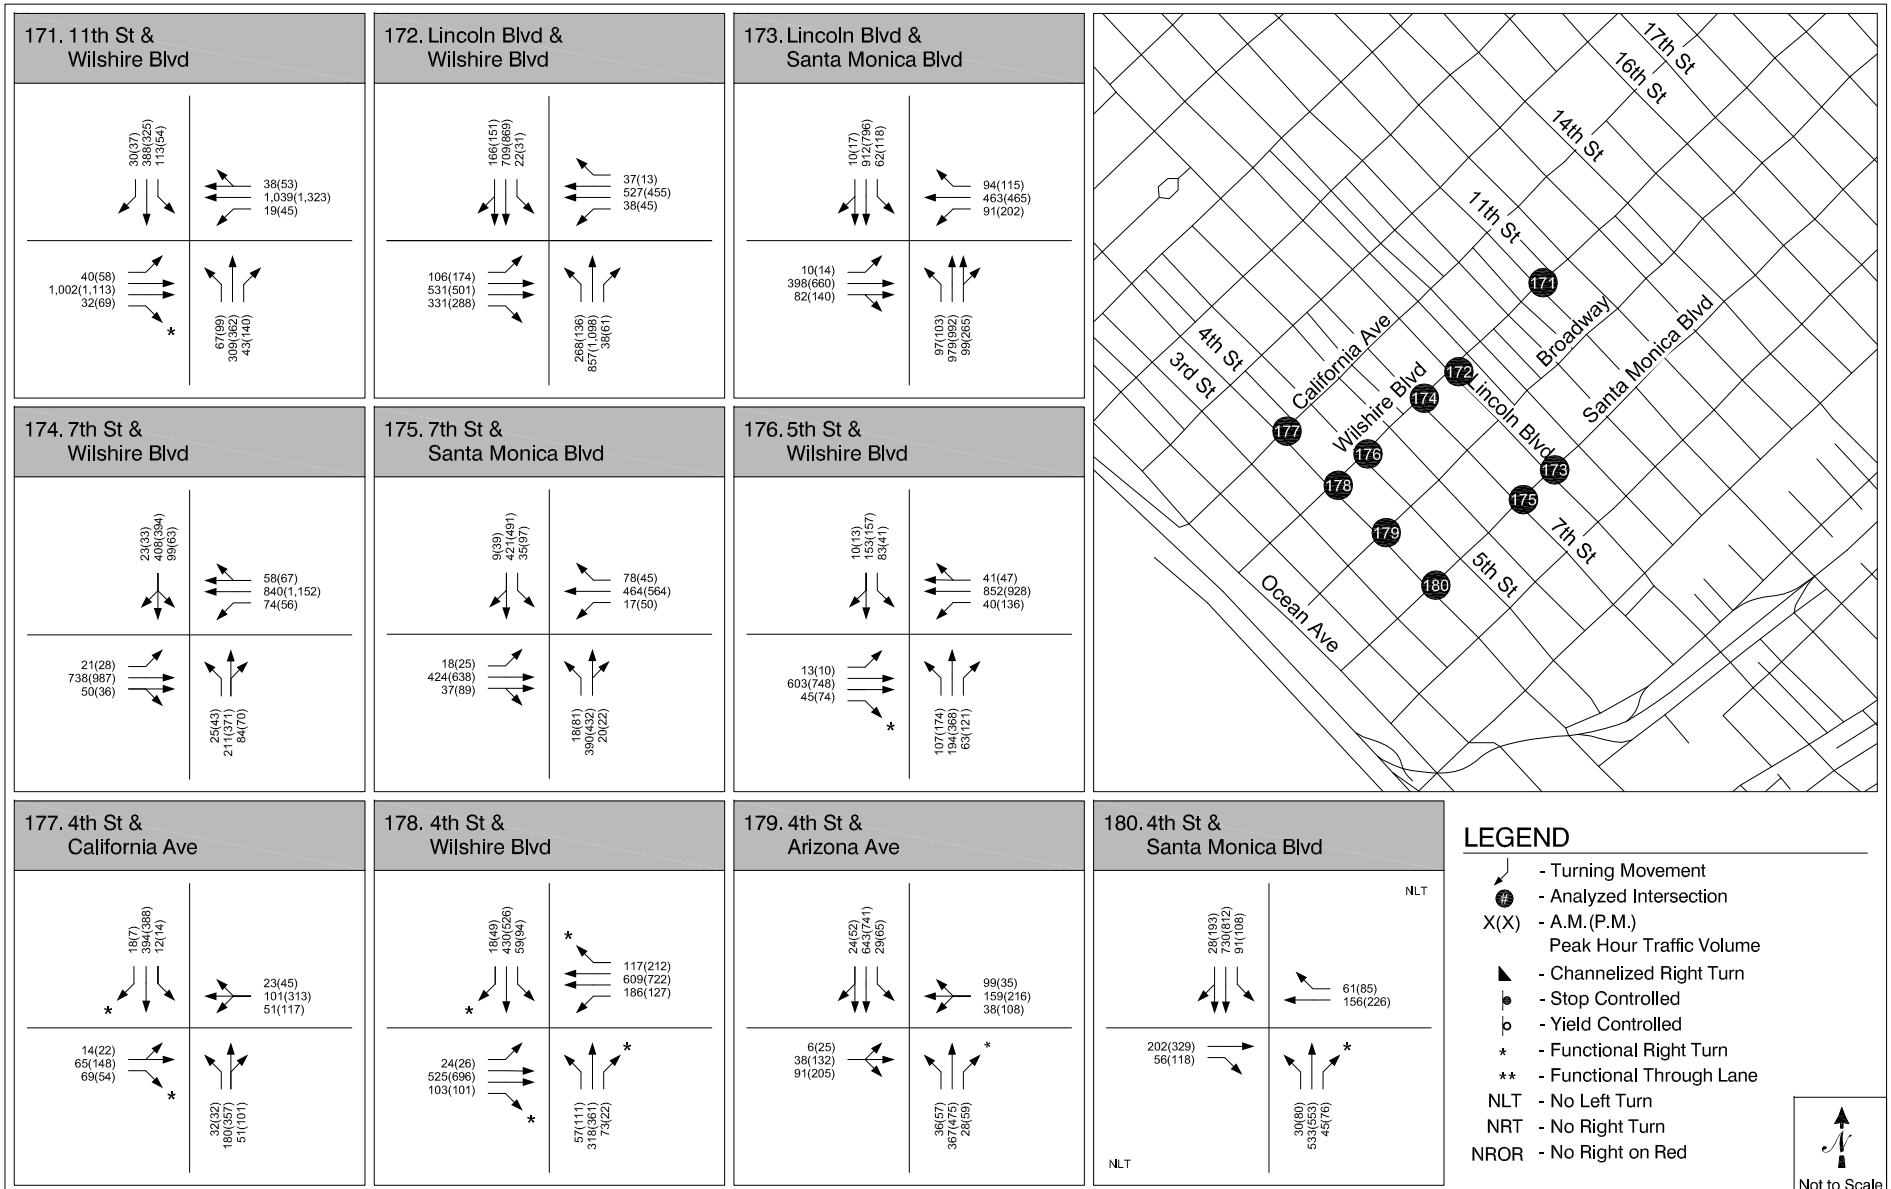 171. 11th St &
Wilshire Blvd
30(37)
388(325)
113(54)
38(53)
1,039(1,323)
19(45)
40(58)
1,002(1,113)
32(69)
*
67(99)
309(362)
43(140)
172. Lincoln Blvd &
Wilshire Blvd
166(151)
709(869)
22(31)
37(13)
527(455)
38(45)
106(174)
531(501)
331(288)
268(136)
857(1,098)
38(61)
173. Lincoln Blvd &
Santa Monica Blvd
10(17)
912(796)
62(118)
94(115)
463(465)
91(202)
10(14)
398(660)
82(140)
97(103)
979(992)
99(265)
174. 7th St &
Wilshire Blvd
23(33)
408(394)
99(63)
58(67)
840(1,152)
74(56)
21(28)
738(987)
50(36)
25(43)
211(371)
84(70)
175. 7th St &
Santa Monica Blvd
9(39)
421(491)
35(97)
78(45)
464(564)
17(50)
18(25)
424(638)
37(89)
18(81)
390(432)
20(22)
176. 5th St &
Wilshire Blvd
10(13)
153(157)
83(41)
41(47)
852(928)
40(136)
13(10)
603(748)
45(74)
*
107(174)
194(368)
63(121)
177. 4th St &
California Ave
18(7)
394(388)
12(14)
*
23(45)
101(313)
51(117)
14(22)
65(148)
69(54)
*
32(32)
180(357)
51(101)
178. 4th St &
Wilshire Blvd
18(49)
430(526)
59(94)
*
*
117(212)
609(722)
186(127)
24(26)
525(696)
103(101)
*
*
57(111)
318(361)
73(22)
179. 4th St &
Arizona Ave
24(52)
643(741)
29(65)
99(35)
159(216)
38(108)
6(25)
38(132)
91(205)
*
36(57)
367(475)
28(59)
180. 4th St &
Santa Monica Blvd
NLT
28(193)
730(812)
91(108)
61(85)
156(226)
202(329)
56(118)
*
30(80)
533(553)
45(76)
NLT
17th St
16th St
14th St
11th St
171
Broadway
Santa Monica Blvd
California Ave
4th St
3rd St
172
Wilshire Blvd
174
Lincoln Blvd
177
176
173
178
175
179
7th St
5th St
180
Ocean Ave
LEGEND
- Turning Movement
# - Analyzed Intersection
X(X) - A.M.(P.M.)
Peak Hour Traffic Volume
- Channelized Right Turn
- Stop Controlled
- Yield Controlled
* - Functional Right Turn
** - Functional Through Lane
NLT - No Left Turn
NRT - No Right Turn
NROR - No Right on Red
N
Not to Scale